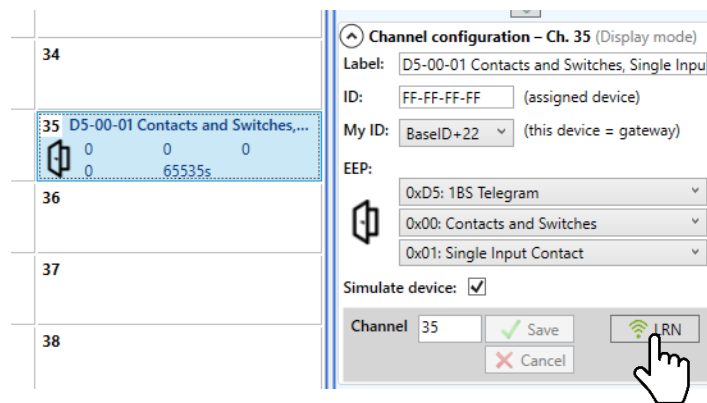 34
35 D5-00-01 Contacts and Switches,...
0 0 0
0 65535s
36
37
38
Channel configuration – Ch. 35 (Display mode)
Label: D5-00-01 Contacts and Switches, Single Inpu
ID: FF-FF-FF-FF (assigned device)
My ID: BaseID+22 (this device = gateway)
EEP:
0xD5: 1BS Telegram
0x00: Contacts and Switches
0x01: Single Input Contact
Simulate device:
Channel 35 Save LRN
Cancel